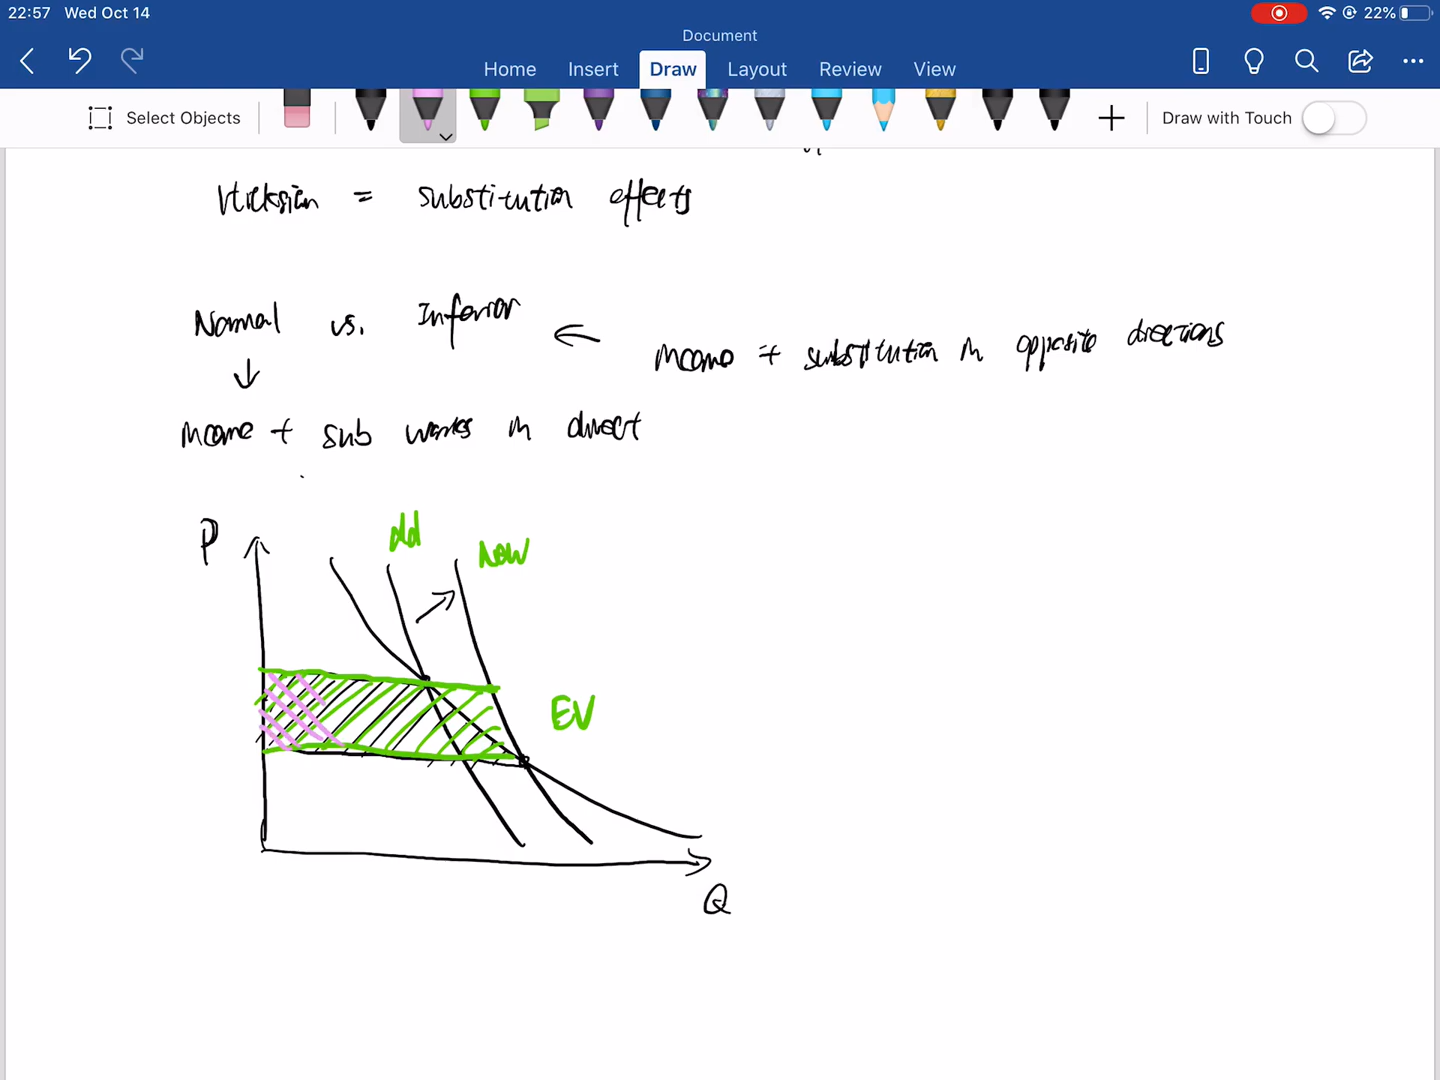 22:57 Wed Oct 14
22%
Document
Home Insert Draw Layout Review View
Select Objects
Draw with Touch
Hicksian = substitution effects
Normal vs. Inferior
income + substitution in opposite directions
income + sub works in direct
P
old
New
EV
Q